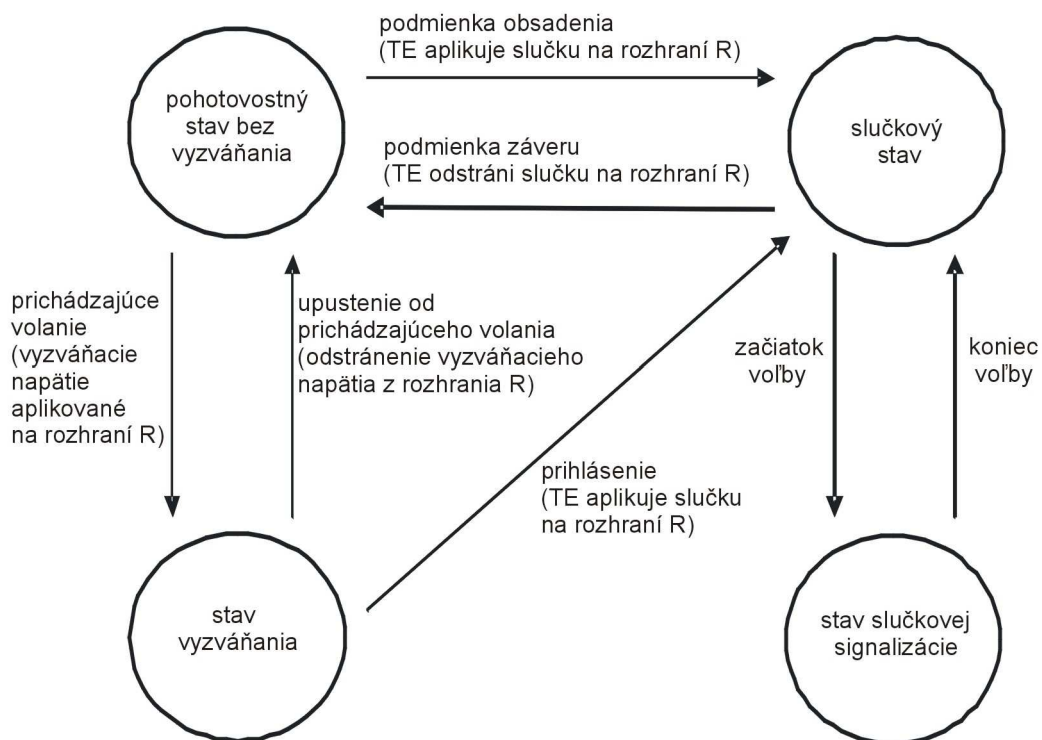 podmienka obsadenia
(TE aplikuje slučku na rozhraní R)
pohotovostný
stav bez
vyzváňania
slučkový
stav
podmienka záveru
(TE odstráni slučku na rozhraní R)
prichádzajúce
volanie
(vyzváňacie
napätie
aplikované
na rozhraní R)
upustenie od
prichádzajúceho volania
(odstránenie vyzváňacieho
napätia z rozhrania R)
začiatok
voľby
koniec
voľby
prihlásenie
(TE aplikuje slučku
na rozhraní R)
stav
vyzváňania
stav slučkovej
signalizácie